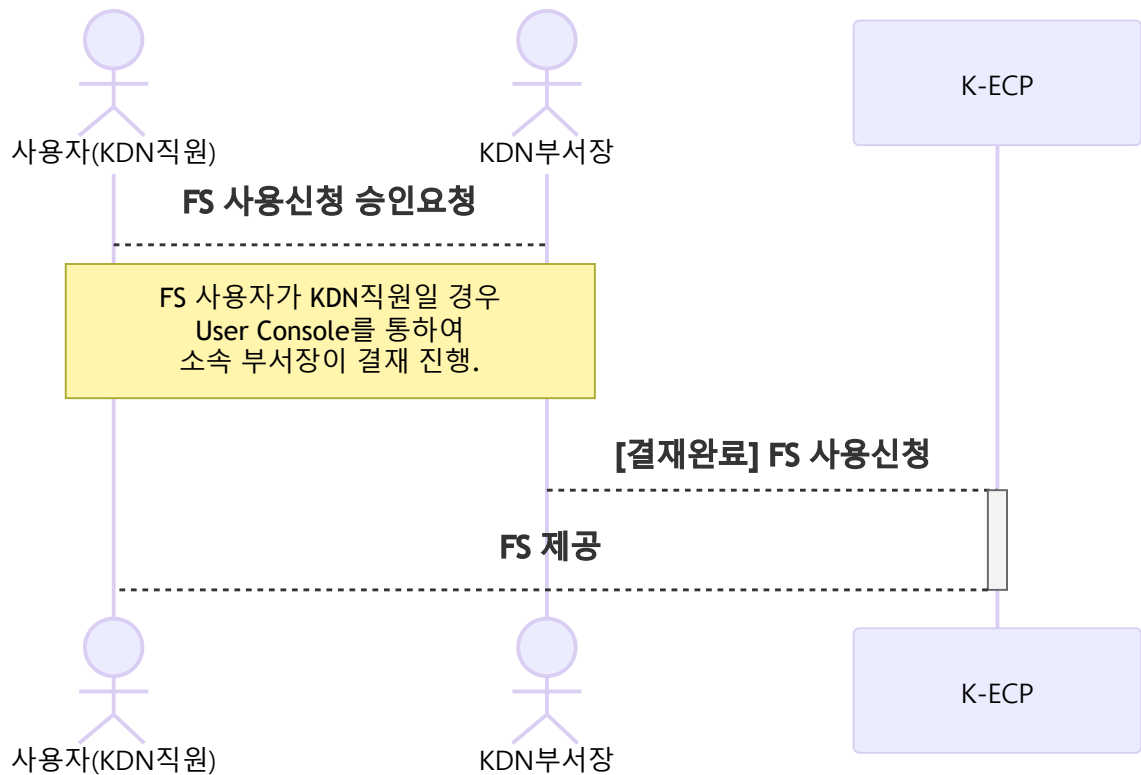 사용자(KDN직원)
KDN부서장
K-ECP
FS 사용신청 승인요청
FS 사용자가 KDN직원일 경우
User Console를 통하여
소속 부서장이 결재 진행.
[결재완료] FS 사용신청
FS 제공
사용자(KDN직원)
KDN부서장
K-ECP